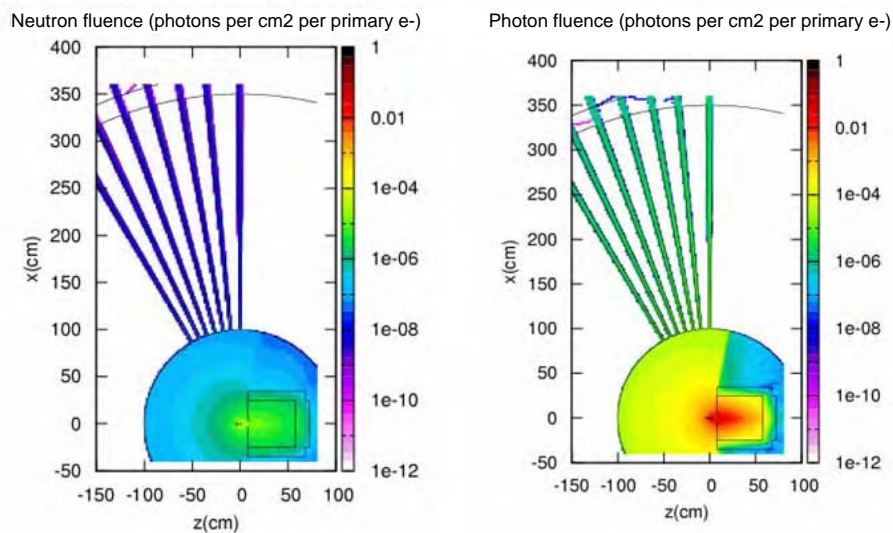 Neutron fluence (photons per cm2 per primary e-)
400
350
300
250
200
150
100
50
0
-50
x(cm)
-150 -100 -50 0 50 100
z(cm)
1
0.01
1e-04
1e-06
1e-08
1e-10
1e-12
Photon fluence (photons per cm2 per primary e-)
400
350
300
250
200
150
100
50
0
-50
x(cm)
-150 -100 -50 0 50 100
z(cm)
1
0.01
1e-04
1e-06
1e-08
1e-10
1e-12